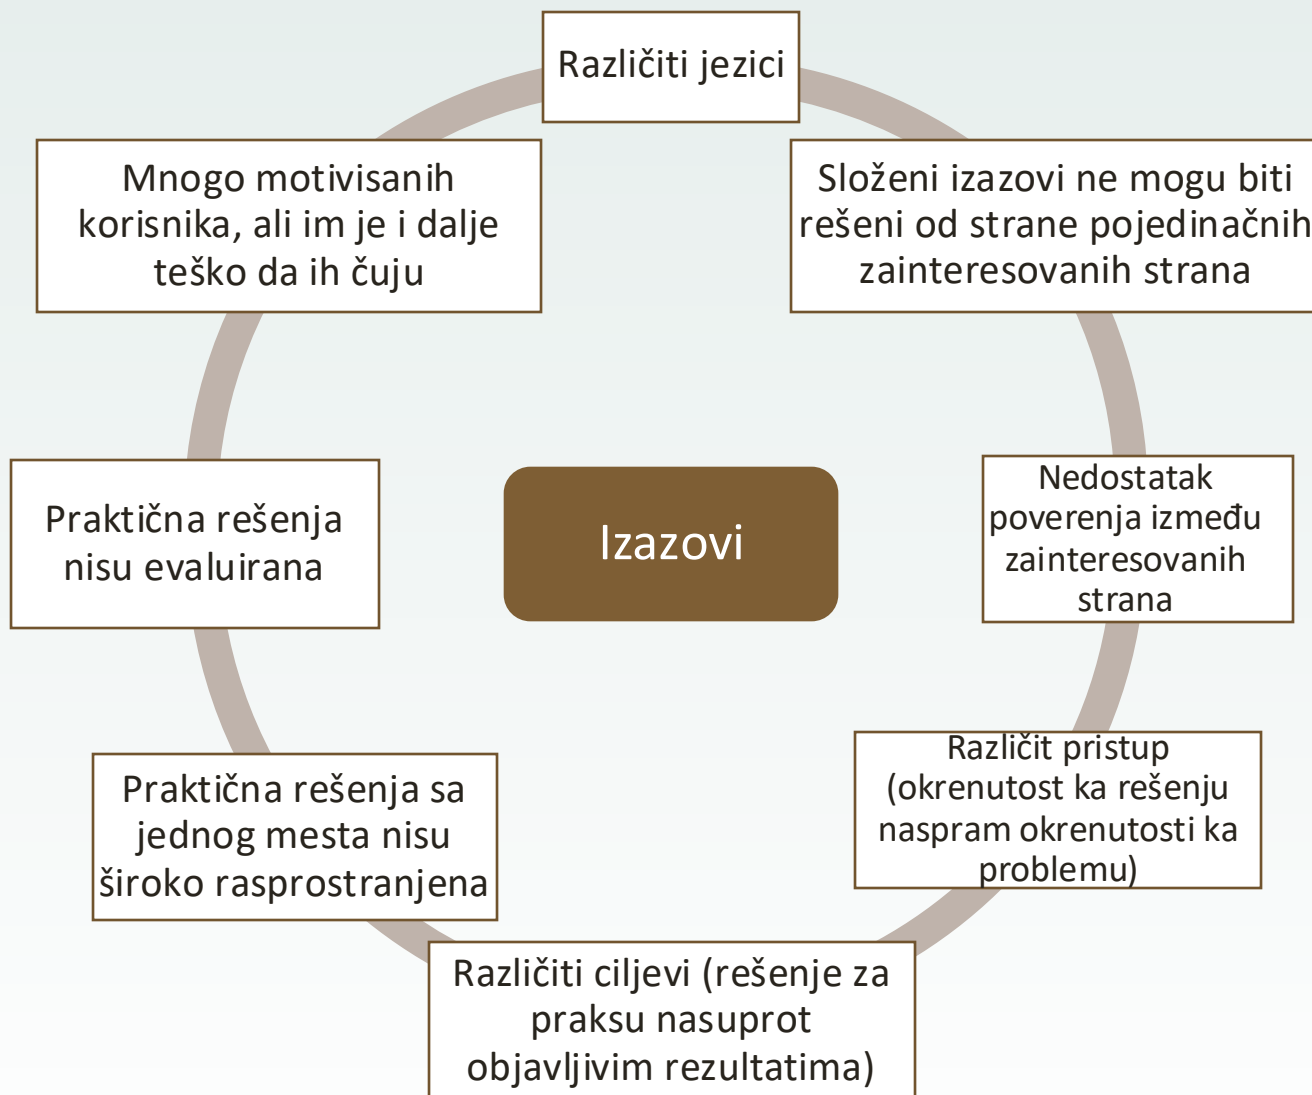 Različiti jezici
Složeni izazovi ne mogu biti
rešeni od strane pojedinačnih
zainteresovanih strana
Nedostatak
poverenja između
zainteresovanih
strana
Različit pristup
(okrenutost ka rešenju
naspram okrenutosti ka
problemu)
Različiti ciljevi (rešenje za
praksu nasuprot
objavljivim rezultatima)
Praktična rešenja sa
jednog mesta nisu
široko rasprostranjena
Praktična rešenja
nisu evaluirana
Mnogo motivisanih
korisnika, ali im je i dalje
teško da ih čuju
Izazovi